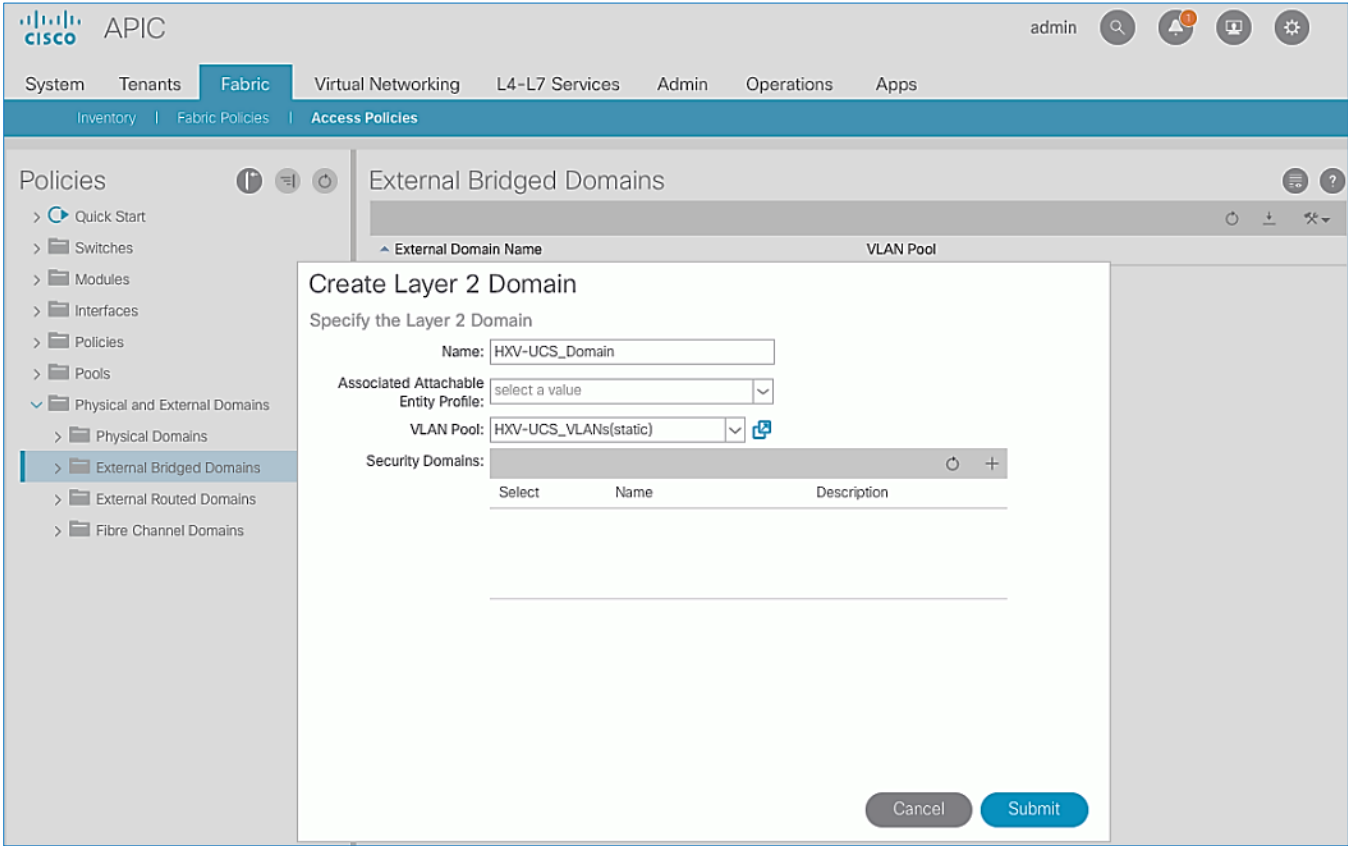 cisco APIC admin 1
System Tenants Fabric Virtual Networking L4-L7 Services Admin Operations Apps
Inventory | Fabric Policies | Access Policies
Policies
Quick Start
Switches
Modules
Interfaces
Policies
Pools
Physical and External Domains
Physical Domains
External Bridged Domains
External Routed Domains
Fibre Channel Domains
External Bridged Domains ?
External Domain Name VLAN Pool
Create Layer 2 Domain
Specify the Layer 2 Domain
Name: HXV-UCS_Domain
Associated Attachable
Entity Profile: select a value
VLAN Pool: HXV-UCS_VLANs(static)
Security Domains:
Select Name Description
Cancel Submit